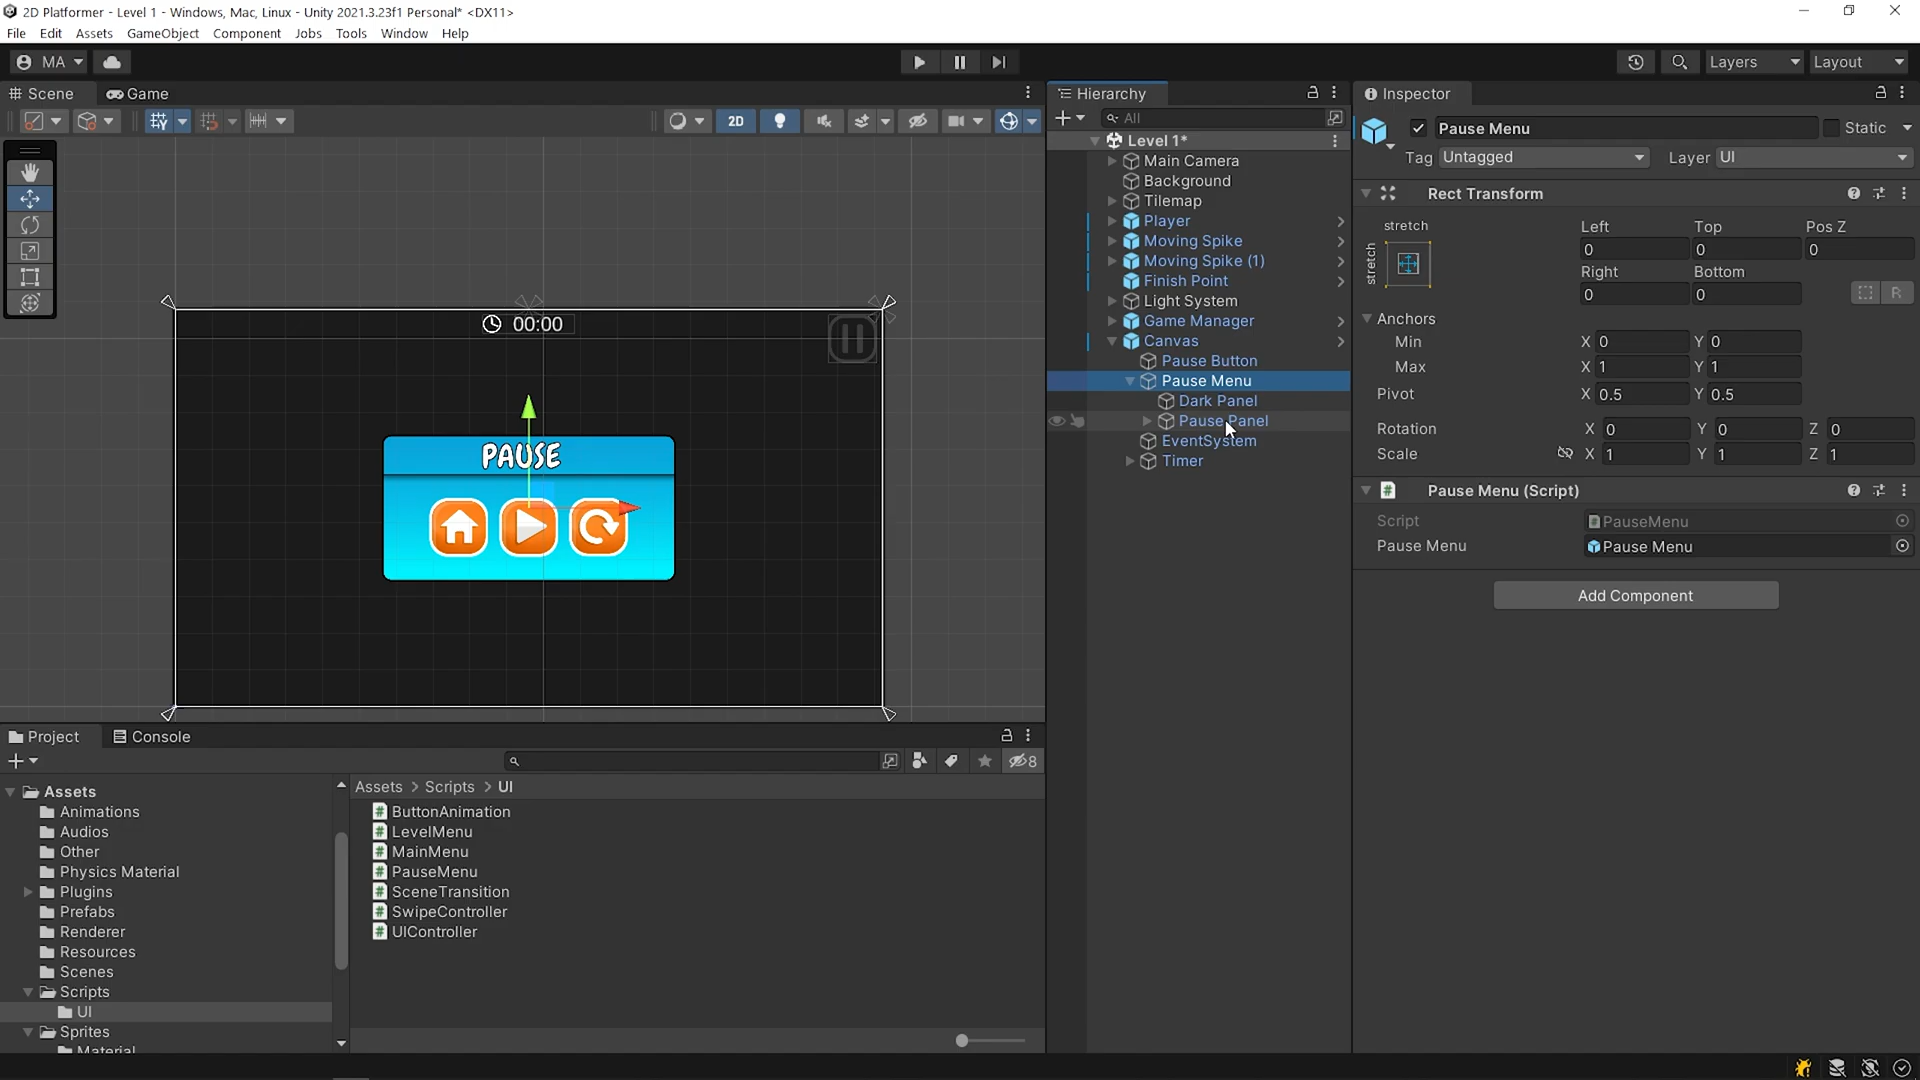 2D Platformer - Level 1 - Windows, Mac, Linux - Unity 2021.3.23f1 Personal* <DX11>
File Edit Assets GameObject Component Jobs Tools Window Help
MA Layers Layout
Scene Game
2D
00:00
PAUSE
Hierarchy
All
Level 1*
Main Camera
Background
Tilemap
Player
Moving Spike
Moving Spike (1)
Finish Point
Light System
Game Manager
Canvas
Pause Button
Pause Menu
Dark Panel
Pause Panel
EventSystem
Timer
Inspector
Pause Menu Static
Tag Untagged Layer UI
Rect Transform
stretch Left Top Pos Z
stretch 0 0 0
Right Bottom
0 0 R
Anchors
Min X 0 Y 0
Max X 1 Y 1
Pivot X 0.5 Y 0.5
Rotation X 0 Y 0 Z 0
Scale X 1 Y 1 Z 1
# Pause Menu (Script)
Script # PauseMenu
Pause Menu Pause Menu
Add Component
Project Console
8
Assets
Animations
Audios
Other
Physics Material
Plugins
Prefabs
Renderer
Resources
Scenes
Scripts
UI
Sprites
Material
Assets > Scripts > UI
# ButtonAnimation
# LevelMenu
# MainMenu
# PauseMenu
# SceneTransition
# SwipeController
# UIController